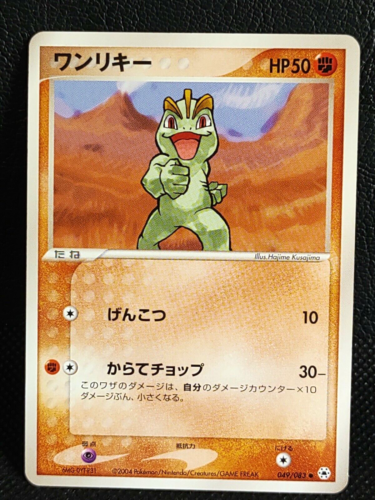 ワンリキー HP50
たね Illus.Hajime Kusajima
げんこつ 10
からてチョップ 30−
このワザのダメージは、自分のダメージカウンター×10
ダメージぶん、小さくなる。
弱点 抵抗力 にげる
©2004 Pokémon/Nintendo/Creatures/GAME FREAK. 049/083 ●